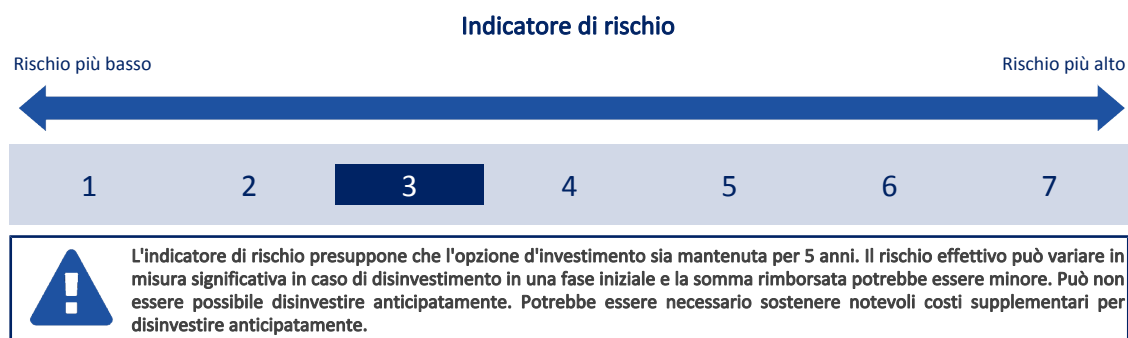 Indicatore di rischio
Rischio più basso
Rischio più alto
1 2 3 4 5 6 7
L'indicatore di rischio presuppone che l'opzione d'investimento sia mantenuta per 5 anni. Il rischio effettivo può variare in
misura significativa in caso di disinvestimento in una fase iniziale e la somma rimborsata potrebbe essere minore. Può non
essere possibile disinvestire anticipatamente. Potrebbe essere necessario sostenere notevoli costi supplementari per
disinvestire anticipatamente.